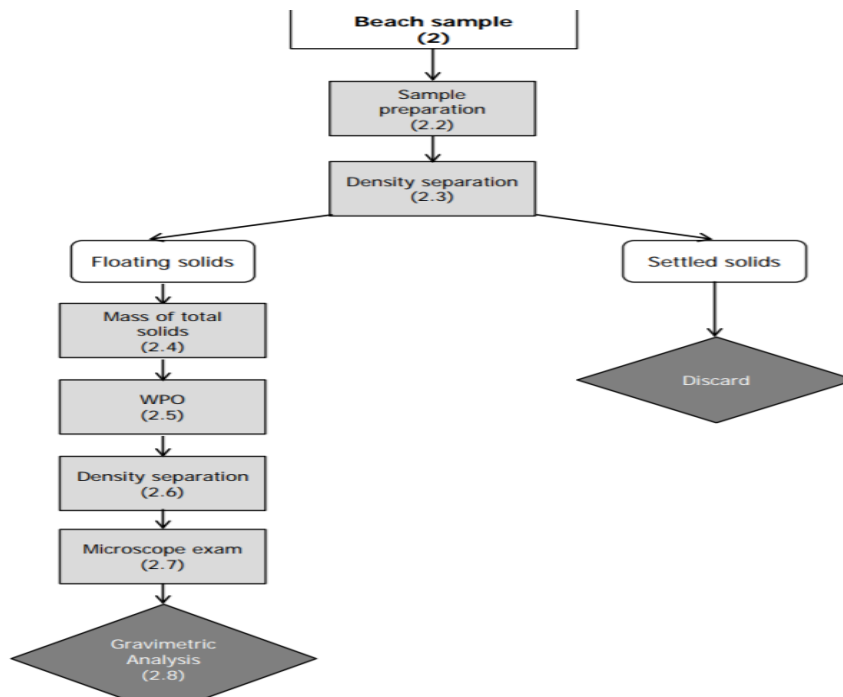 Beach sample
(2)
Sample
preparation
(2.2)
Density separation
(2.3)
Floating solids
Settled solids
Mass of total
solids
(2.4)
Discard
WPO
(2.5)
Density separation
(2.6)
Microscope exam
(2.7)
Gravimetric
Analysis
(2.8)